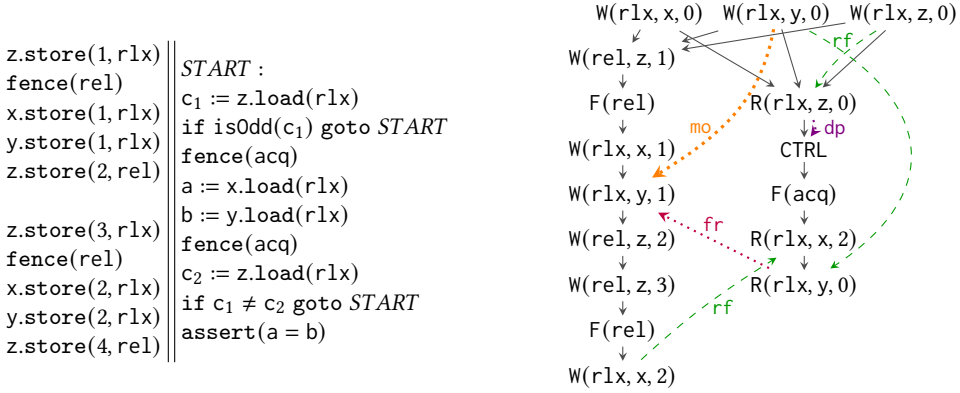 z.store(1, rlx)
fence(rel)
x.store(1, rlx)
y.store(1, rlx)
z.store(2, rel)
z.store(3, rlx)
fence(rel)
x.store(2, rlx)
y.store(2, rlx)
z.store(4, rel)
START :
c₁ := z.load(rlx)
if isOdd(c₁) goto START
fence(acq)
a := x.load(rlx)
b := y.load(rlx)
fence(acq)
c₂ := z.load(rlx)
if c₁ ≠ c₂ goto START
assert(a = b)
W(rlx, x, 0) W(rlx, y, 0) W(rlx, z, 0)
rf
W(rel, z, 1)
F(rel) R(rlx, z, 0)
mo dp
W(rlx, x, 1) CTRL
W(rlx, y, 1) F(acq)
fr
W(rel, z, 2) R(rlx, x, 2)
W(rel, z, 3) R(rlx, y, 0)
rf
F(rel)
W(rlx, x, 2)